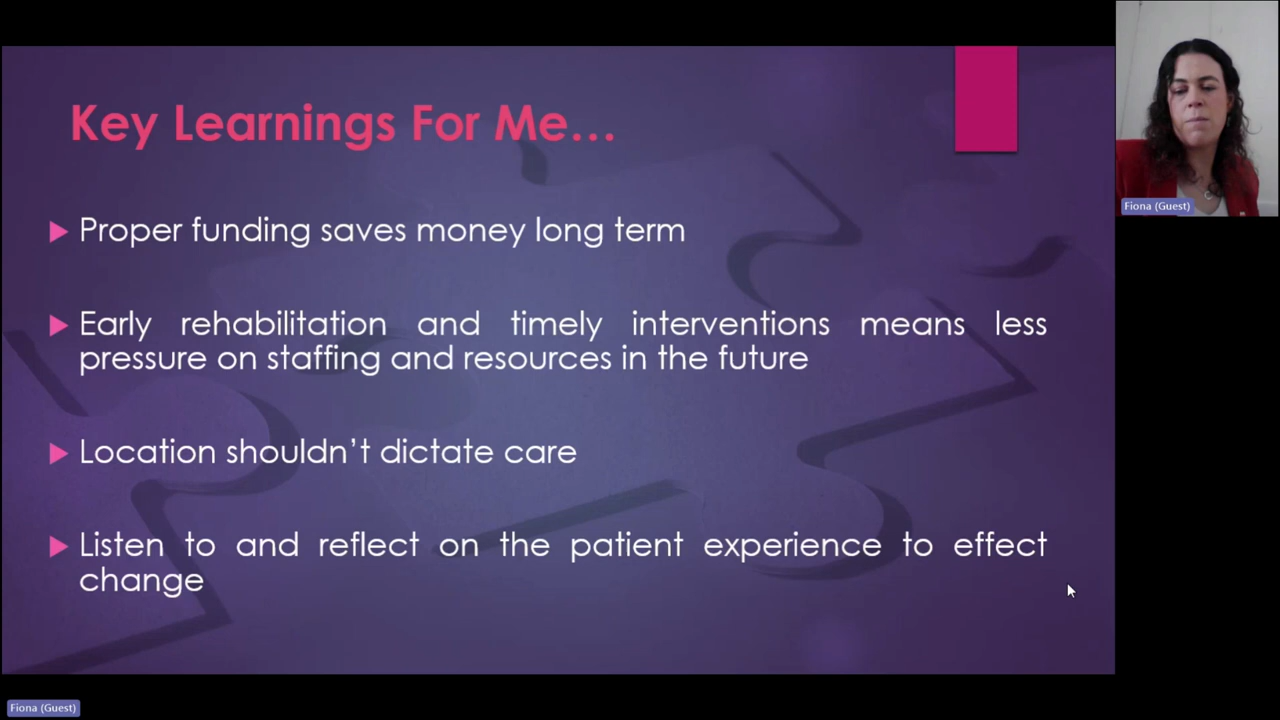 Key Learnings For Me...
Proper funding saves money long term
Early rehabilitation and timely interventions means less
pressure on staffing and resources in the future
Location shouldn't dictate care
Listen to and reflect on the patient experience to effect
change
Fiona (Guest)
Fiona (Guest)